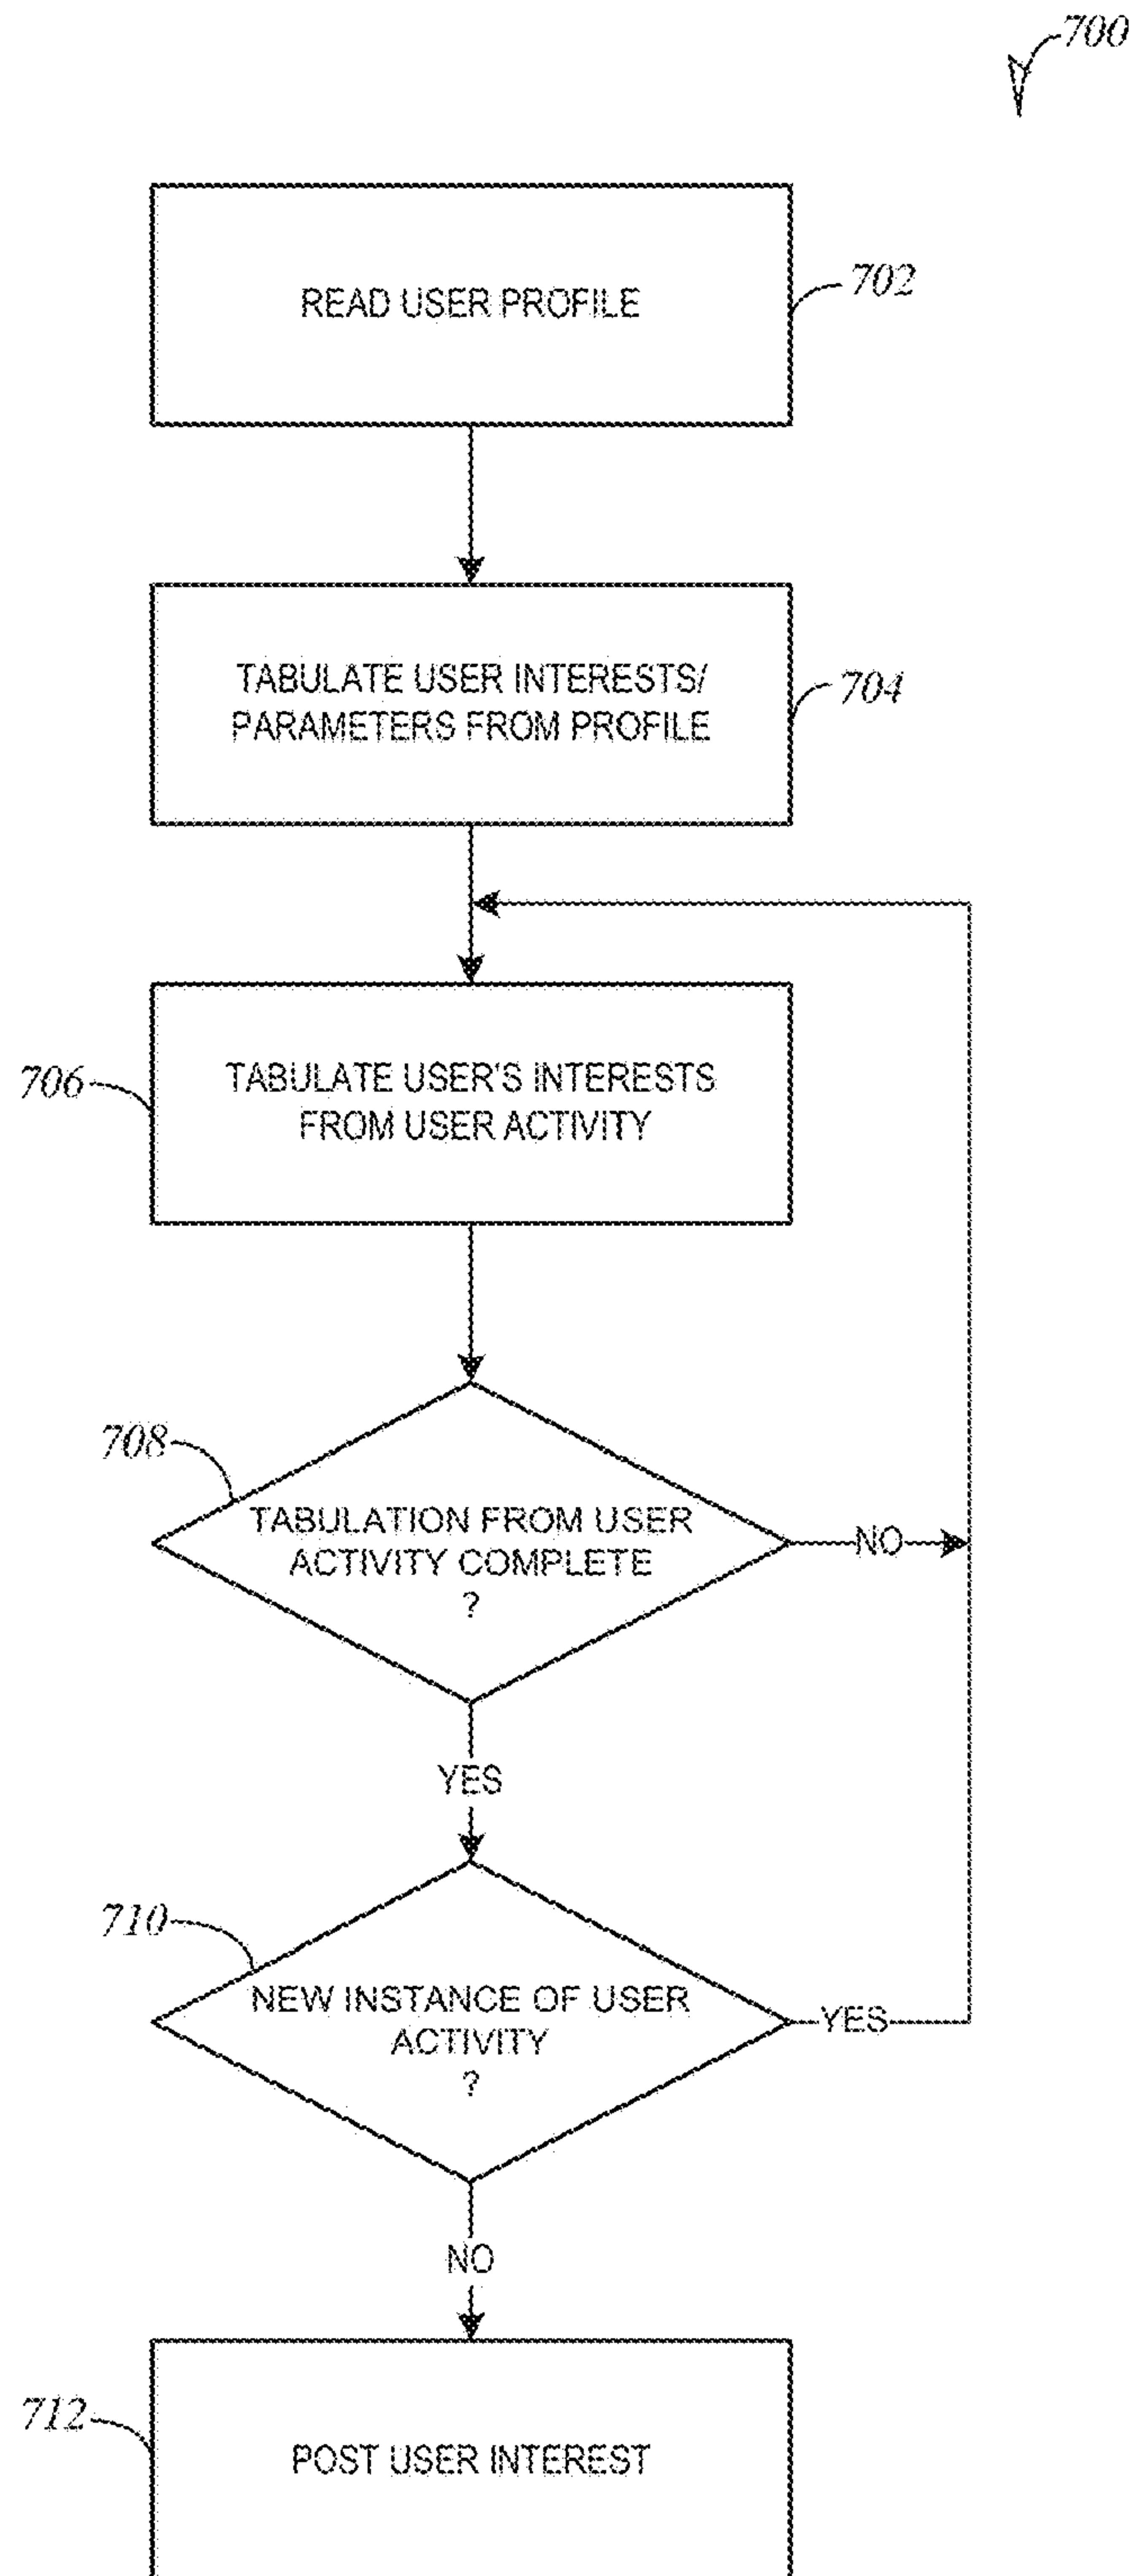 700
READ USER PROFILE
702
TABULATE USER INTERESTS/
PARAMETERS FROM PROFILE
704
706
TABULATE USER'S INTERESTS
FROM USER ACTIVITY
708
TABULATION FROM USER
ACTIVITY COMPLETE
?
NO
YES
710
NEW INSTANCE OF USER
ACTIVITY
?
YES
NO
712
POST USER INTEREST